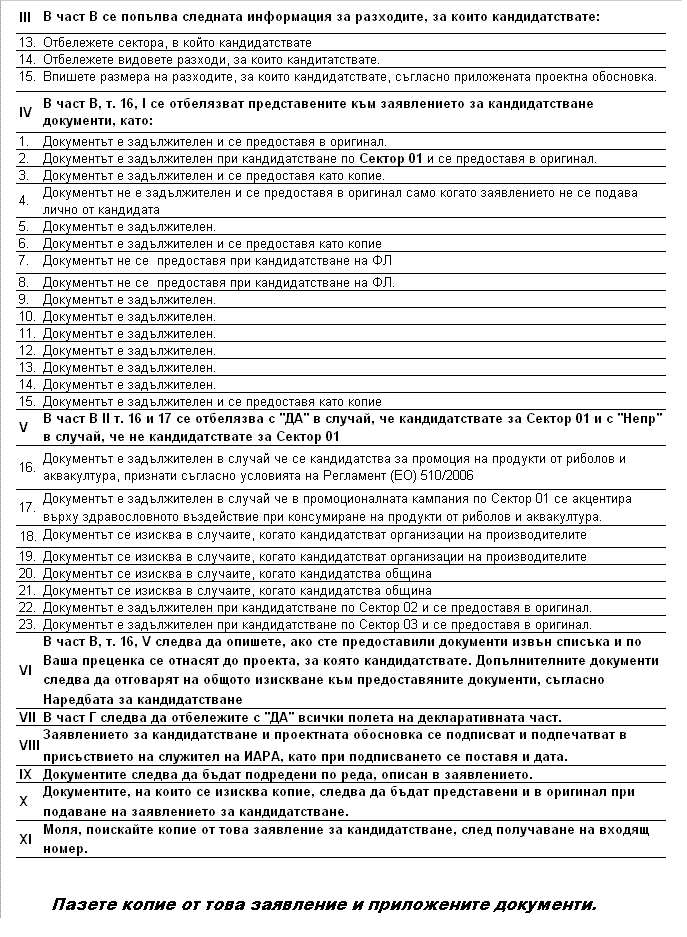 III В част В се попълва следната информация за разходите, за които кандидатствате:
13. Отбележете сектора, в който кандидатствате
14. Отбележете видовете разходи, за които кандитатствате.
15. Впишете размера на разходите, за които кандидатствате, съгласно приложената проектна обосновка.
IV В част В, т. 16, I се отбелязват представените към заявлението за кандидатстване
документи, като:
1. Документът е задължителен и се предоставя в оригинал.
2. Документът е задължителен при кандидатстване по Сектор 01 и се предоставя в оригинал.
3. Документът е задължителен и се предоставя като копие.
4. Документът не е задължителен и се предоставя в оригинал само когато заявлението не се подава
лично от кандидата
5. Документът е задължителен.
6. Документът е задължителен и се предоставя като копие
7. Документът не се предоставя при кандидатстване на ФЛ
8. Документът не се предоставя при кандидатстване на ФЛ.
9. Документът е задължителен.
10. Документът е задължителен.
11. Документът е задължителен.
12. Документът е задължителен.
13. Документът е задължителен.
14. Документът е задължителен.
15. Документът е задължителен и се предоставя като копие
V В част В II т. 16 и 17 се отбелязва с "ДА" в случай, че кандидатствате за Сектор 01 и с "Непр"
в случай, че не кандидатствате за Сектор 01
16. Документът е задължителен в случай че се кандидатства за промоция на продукти от риболов и
аквакултура, признати съгласно условията на Регламент (ЕО) 510/2006
17. Документът е задължителен в случай че в промоционалната кампания по Сектор 01 се акцентира
върху здравословното въздействие при консумиране на продукти от риболов и аквакултура.
18. Документът се изисква в случаите, когато кандидатстват организации на производителите
19. Документът се изисква в случаите, когато кандидатстват организации на производителите
20. Документът се изисква в случаите, когато кандидатства община
21. Документът се изисква в случаите, когато кандидатства община
22. Документът е задължителен при кандидатстване по Сектор 02 и се предоставя в оригинал.
23. Документът е задължителен при кандидатстване по Сектор 03 и се предоставя в оригинал.
VI В част В, т. 16, V следва да опишете, ако сте предоставили документи извън списъка и по
Ваша преценка се отнасят до проекта, за която кандидатствате. Допълнителните документи
следва да отговарят на общото изискване към предоставяните документи, съгласно
Наредбата за кандидатстване
VII В част Г следва да отбележите с "ДА" всички полета на декларативната част.
VIII Заявлението за кандидатстване и проектната обосновка се подписват и подпечатват в
присъствието на служител на ИАРА, като при подписването се поставя и дата.
IX Документите следва да бъдат подредени по реда, описан в заявлението.
X Документите, на които се изисква копие, следва да бъдат представени и в оригинал при
подаване на заявлението за кандидатстване.
XI Моля, поискайте копие от това заявление за кандидатстване, след получаване на входящ
номер.
Пазете копие от това заявление и приложените документи.